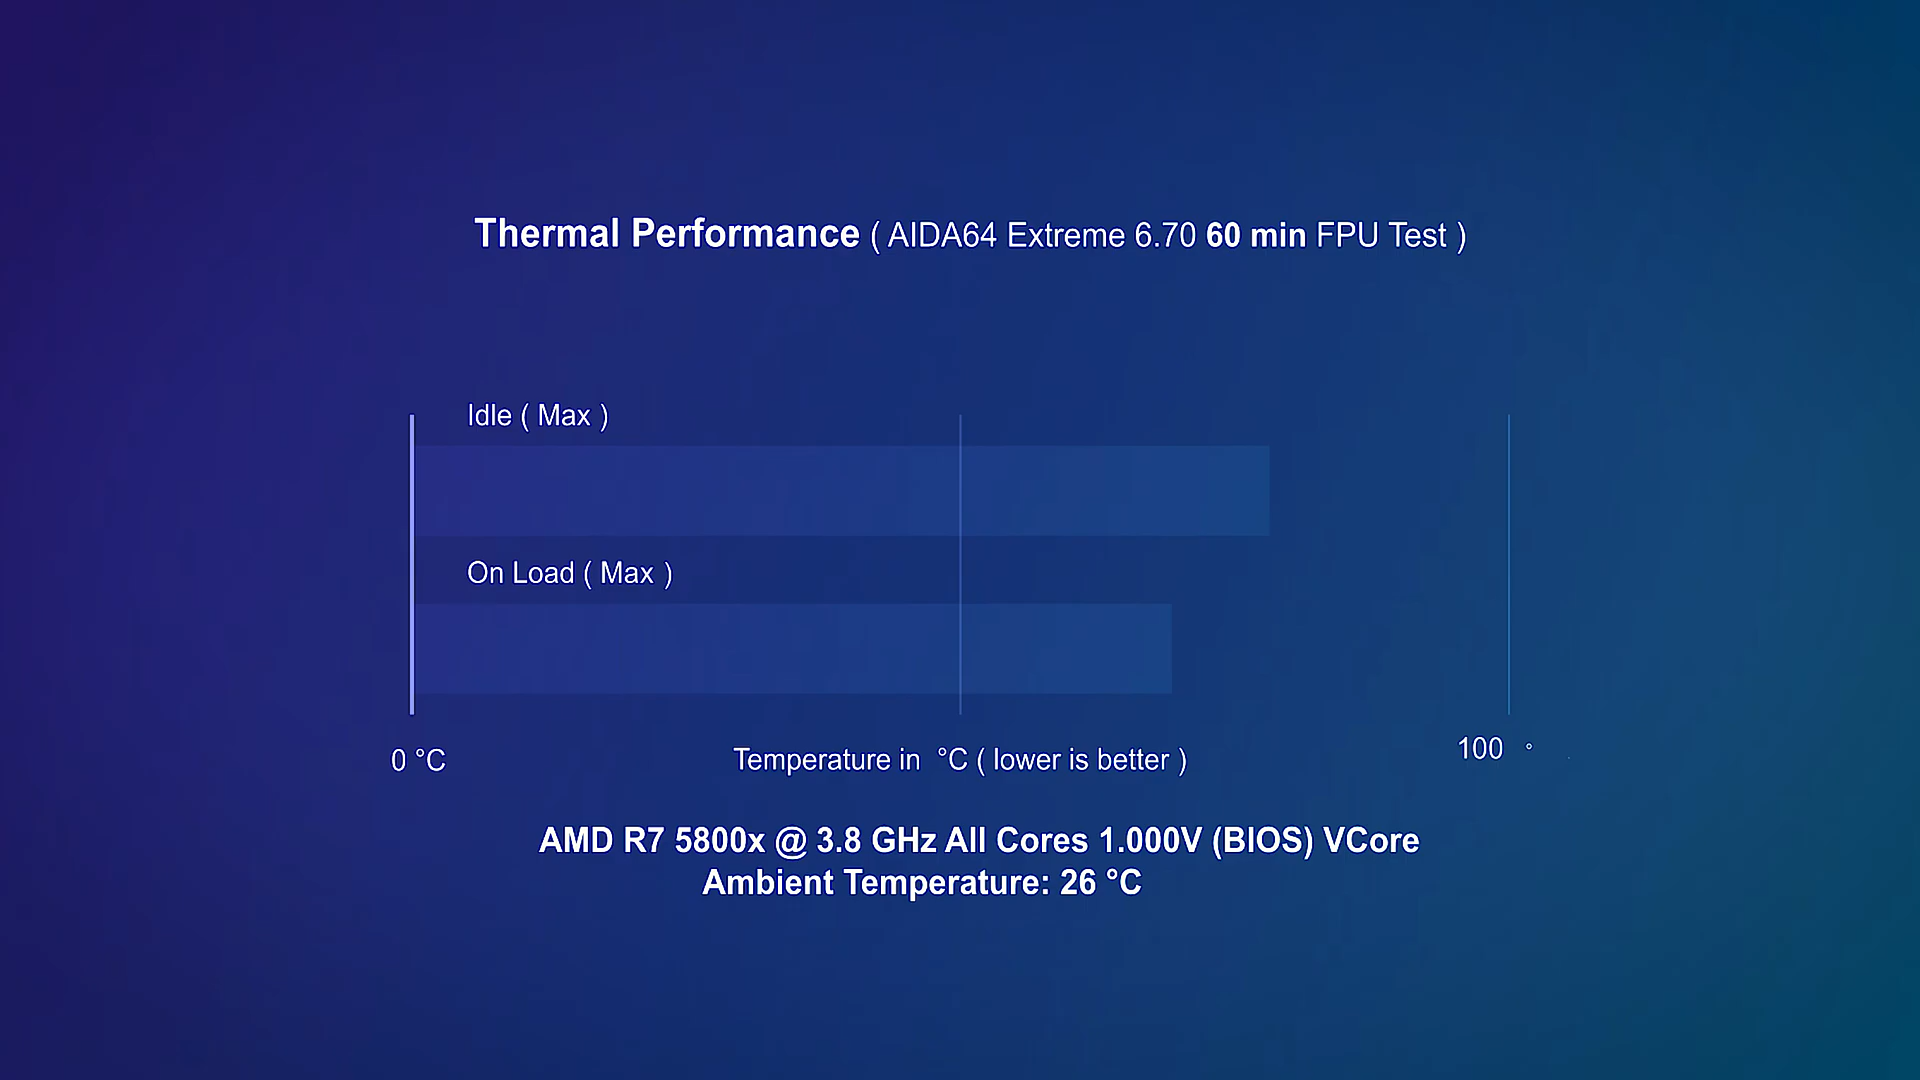 Thermal Performance ( AIDA64 Extreme 6.70 60 min FPU Test )
Idle ( Max )
On Load ( Max )
0 °C
Temperature in °C ( lower is better )
100 °
AMD R7 5800x @ 3.8 GHz All Cores 1.000V (BIOS) VCore
Ambient Temperature: 26 °C